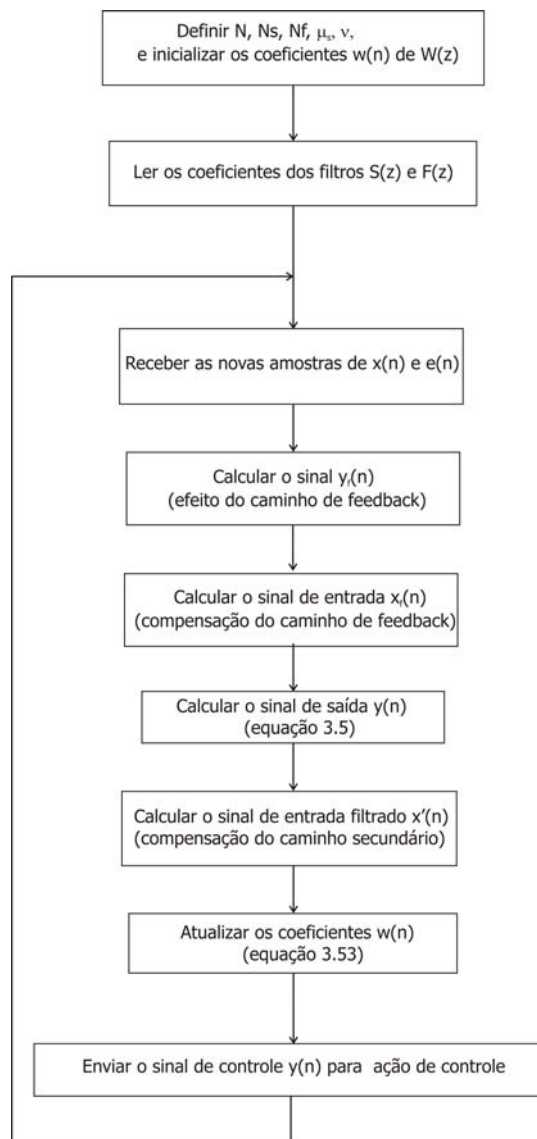 Definir N, Ns, Nf, μₛ, ν,
e inicializar os coeficientes w(n) de W(z)
Ler os coeficientes dos filtros S(z) e F(z)
Receber as novas amostras de x(n) e e(n)
Calcular o sinal yf(n)
(efeito do caminho de feedback)
Calcular o sinal de entrada xf(n)
(compensação do caminho de feedback)
Calcular o sinal de saída y(n)
(equação 3.5)
Calcular o sinal de entrada filtrado x'(n)
(compensação do caminho secundário)
Atualizar os coeficientes w(n)
(equação 3.53)
Enviar o sinal de controle y(n) para ação de controle